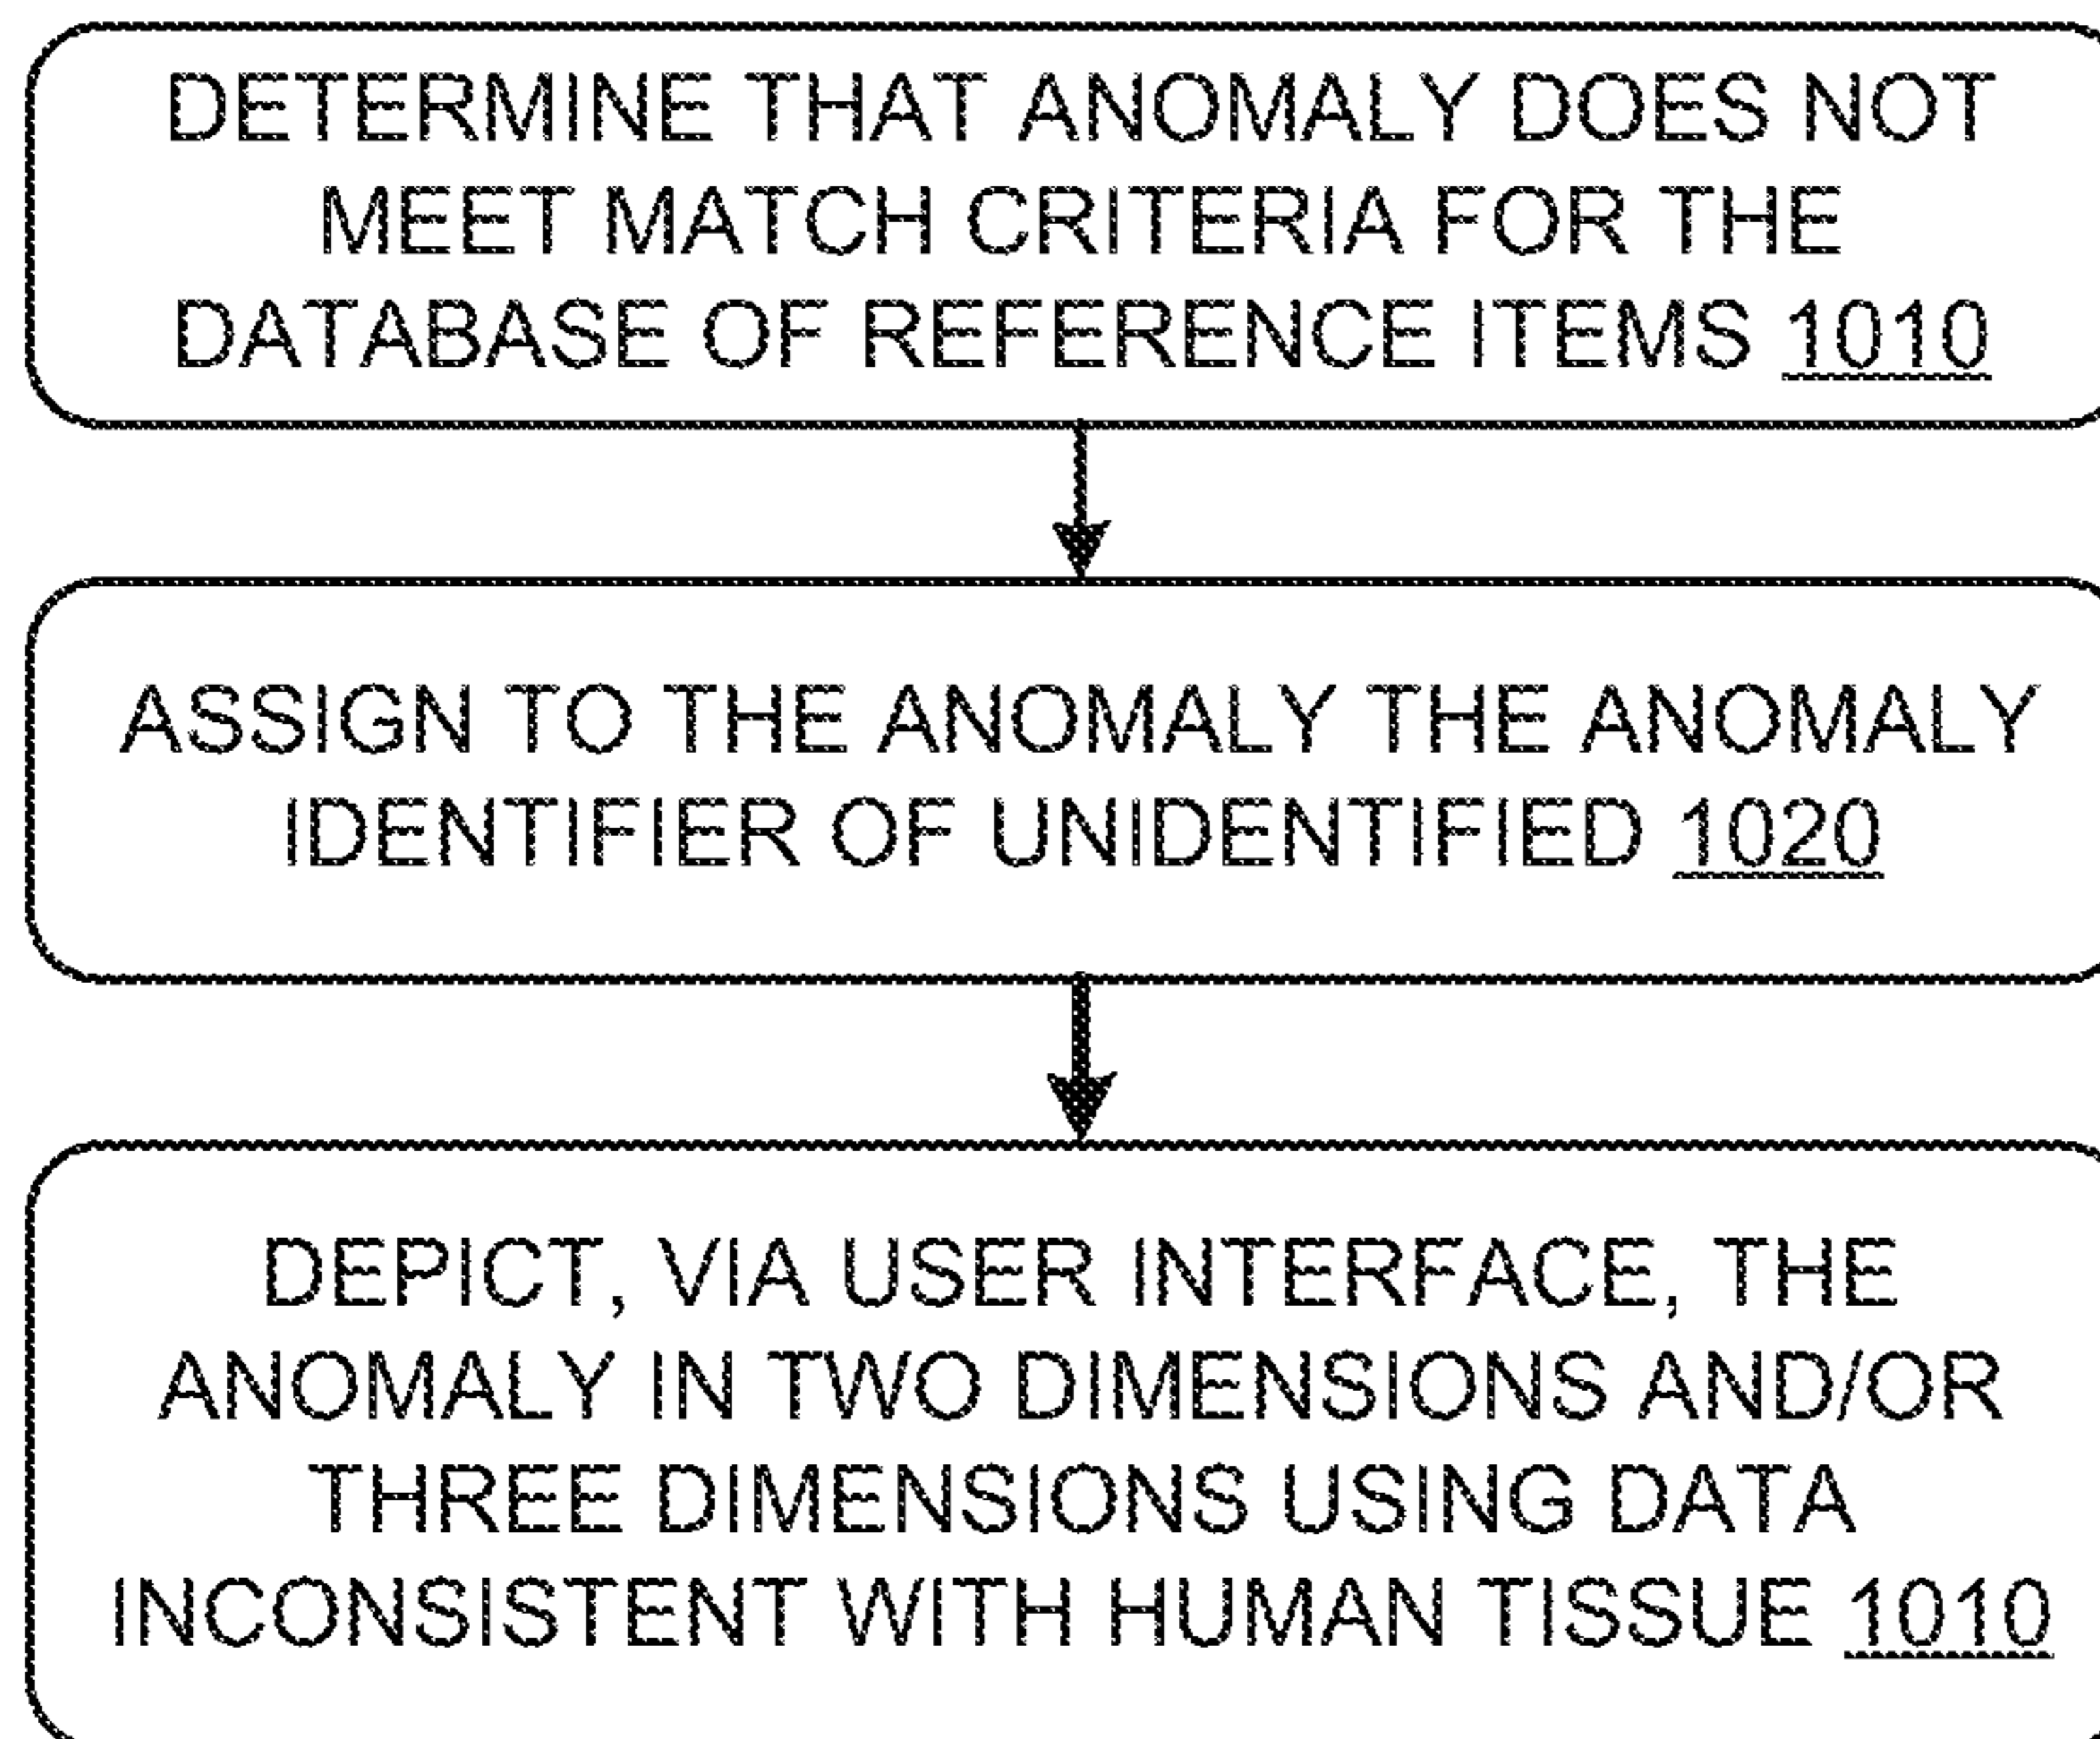 DETERMINE THAT ANOMALY DOES NOT
MEET MATCH CRITERIA FOR THE
DATABASE OF REFERENCE ITEMS 1010
ASSIGN TO THE ANOMALY THE ANOMALY
IDENTIFIER OF UNIDENTIFIED 1020
DEPICT, VIA USER INTERFACE, THE
ANOMALY IN TWO DIMENSIONS AND/OR
THREE DIMENSIONS USING DATA
INCONSISTENT WITH HUMAN TISSUE 1010